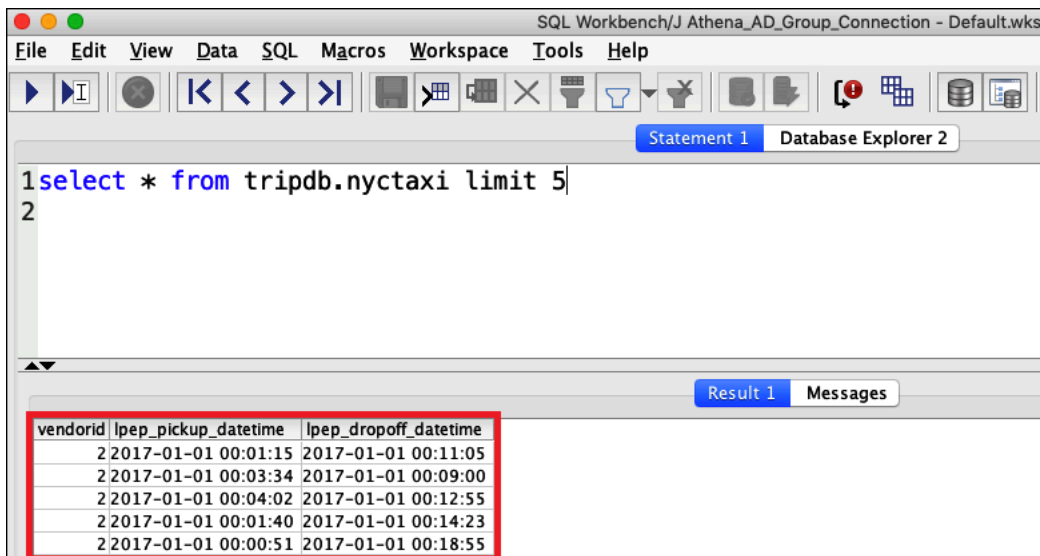 SQL Workbench/J Athena_AD_Group_Connection - Default.wks
File Edit View Data SQL Macros Workspace Tools Help
Statement 1 Database Explorer 2
1 select * from tripdb.nyctaxi limit 5
2
Result 1 Messages
vendorid lpep_pickup_datetime lpep_dropoff_datetime
2 2017-01-01 00:01:15 2017-01-01 00:11:05
2 2017-01-01 00:03:34 2017-01-01 00:09:00
2 2017-01-01 00:04:02 2017-01-01 00:12:55
2 2017-01-01 00:01:40 2017-01-01 00:14:23
2 2017-01-01 00:00:51 2017-01-01 00:18:55